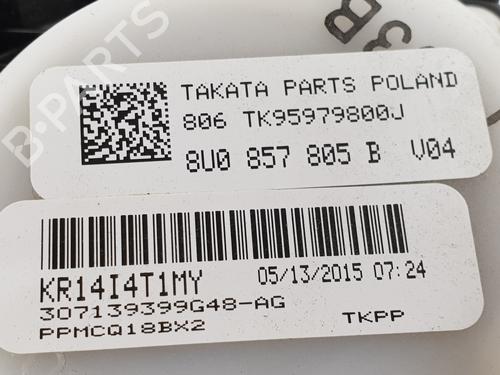 TAKATA PARTS POLAND
806 TK95979800J
8U0 857 805 B V04
KR14I4T1MY 05/13/2015 07:24
307139399G48-AG
PPMCQ18BX2 TKPP
B-PARTS